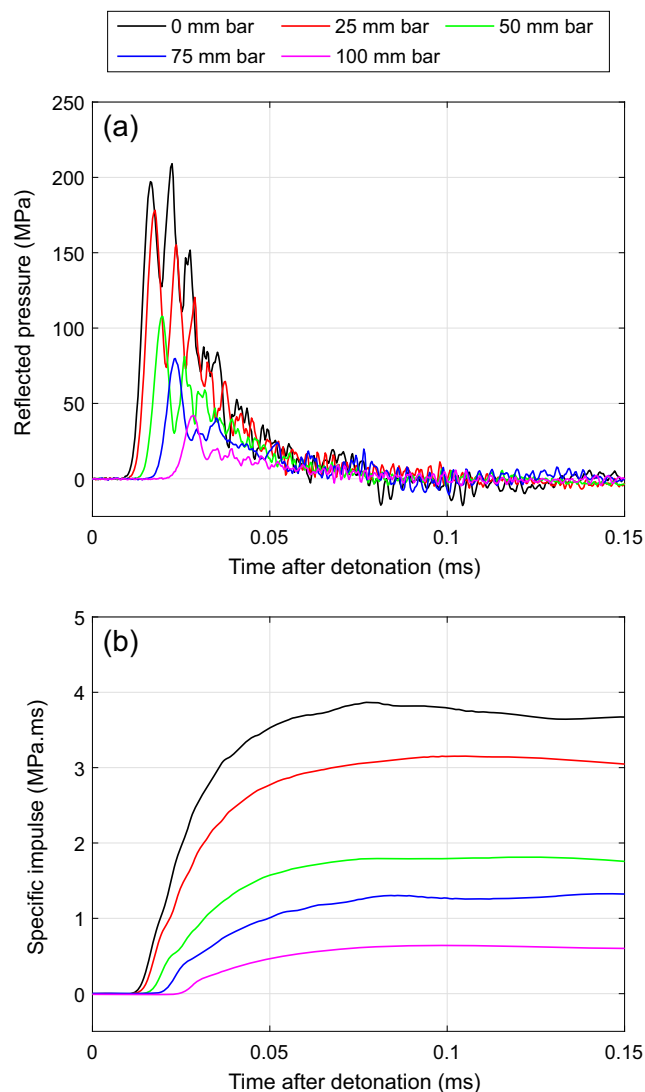 0 mm bar 25 mm bar 50 mm bar
75 mm bar 100 mm bar
(a)
Reflected pressure (MPa)
250
200
150
100
50
0
0 0.05 0.1 0.15
Time after detonation (ms)
(b)
Specific impulse (MPa.ms)
5
4
3
2
1
0
0 0.05 0.1 0.15
Time after detonation (ms)